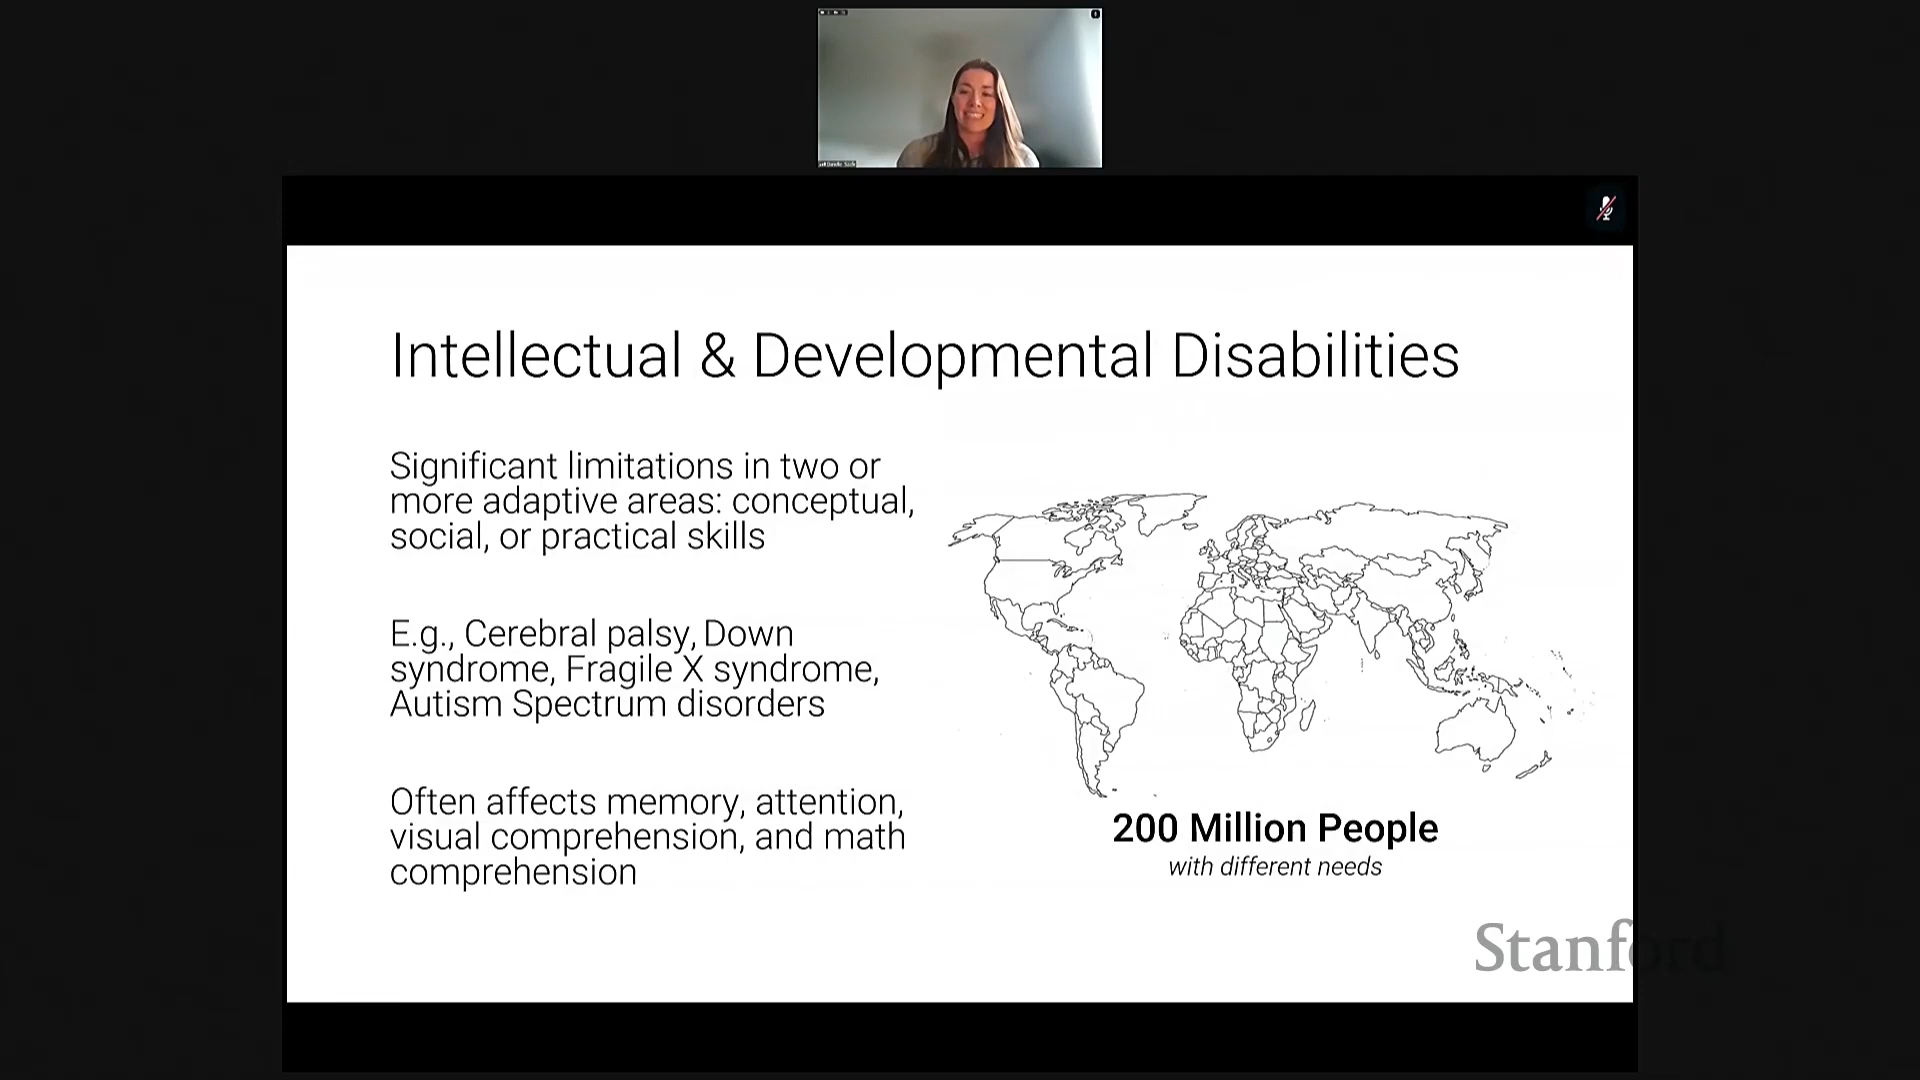 Intellectual & Developmental Disabilities
Significant limitations in two or
more adaptive areas: conceptual,
social, or practical skills
E.g., Cerebral palsy, Down
syndrome, Fragile X syndrome,
Autism Spectrum disorders
Often affects memory, attention,
visual comprehension, and math
comprehension
200 Million People
with different needs
Stanford